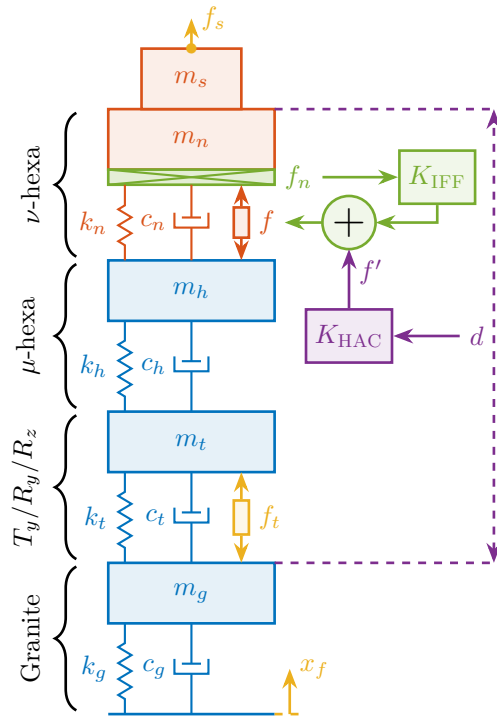 f_s
m_s
m_n
ν-hexa
f_n
K_IFF
k_n
c_n
f
+
f′
m_h
K_HAC
d
μ-hexa
k_h
c_h
m_t
T_y/R_y/R_z
k_t
c_t
f_t
m_g
Granite
k_g
c_g
x_f